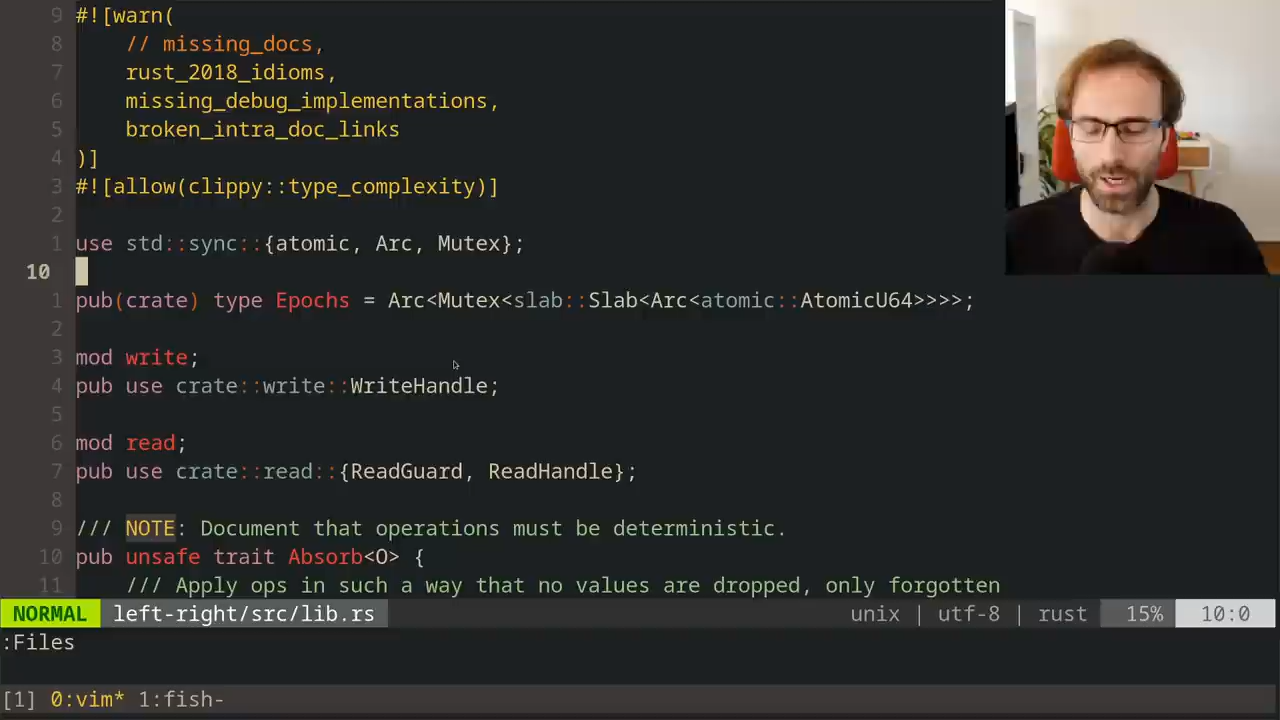 9 #![warn(
8     // missing_docs,
7     rust_2018_idioms,
6     missing_debug_implementations,
5     broken_intra_doc_links
4 )]
3 #![allow(clippy::type_complexity)]
2
1 use std::sync::{atomic, Arc, Mutex};
10
1 pub(crate) type Epochs = Arc<Mutex<slab::Slab<Arc<atomic::AtomicU64>>>>;
2
3 mod write;
4 pub use crate::write::WriteHandle;
5
6 mod read;
7 pub use crate::read::{ReadGuard, ReadHandle};
8
9 /// NOTE: Document that operations must be deterministic.
10 pub unsafe trait Absorb<O> {
11     /// Apply ops in such a way that no values are dropped, only forgotten
NORMAL left-right/src/lib.rs unix | utf-8 | rust 15% 10:0
:Files
[1] 0:vim* 1:fish-